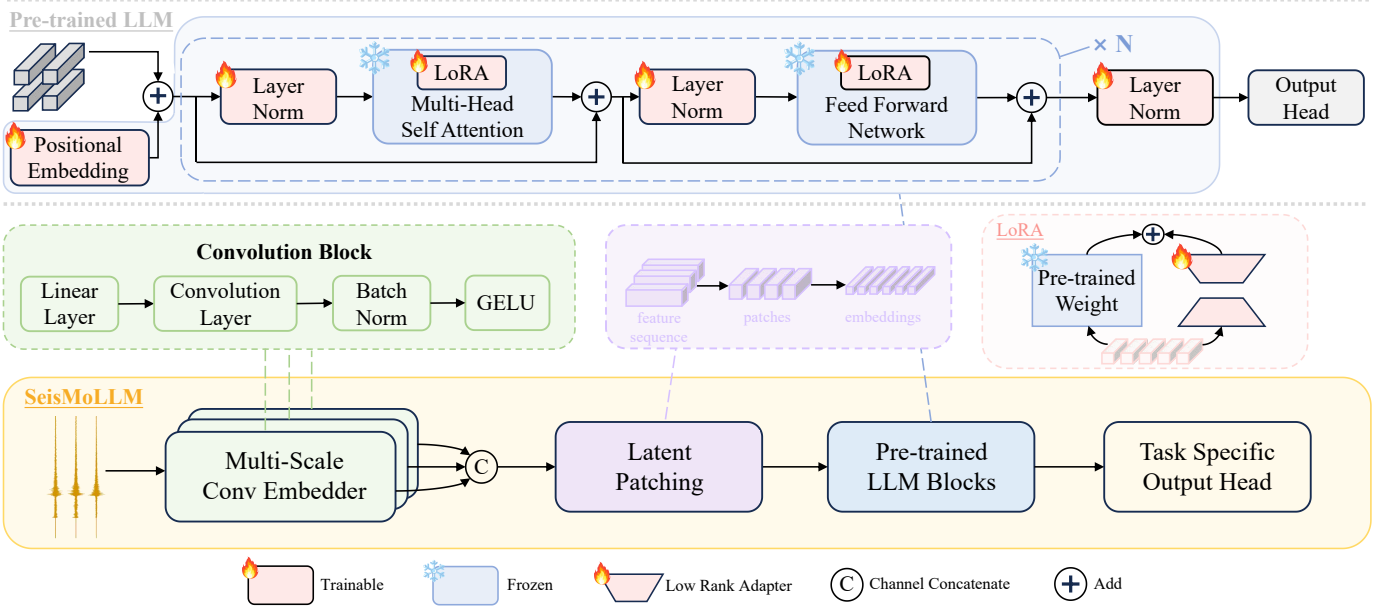 Pre-trained LLM
× N
Positional
Embedding
Layer
Norm
LoRA
Multi-Head
Self Attention
Layer
Norm
LoRA
Feed Forward
Network
Layer
Norm
Output
Head
Convolution Block
Linear
Layer
Convolution
Layer
Batch
Norm
GELU
feature
sequence
patches
embeddings
LoRA
Pre-trained
Weight
SeisMoLLM
Multi-Scale
Conv Embedder
C
Latent
Patching
Pre-trained
LLM Blocks
Task Specific
Output Head
Trainable
Frozen
Low Rank Adapter
C
Channel Concatenate
Add